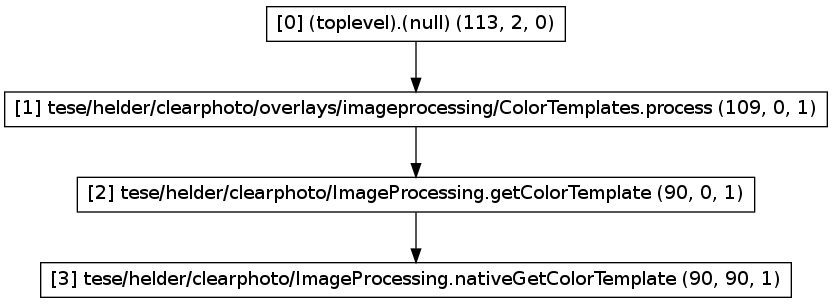 [0] (toplevel).(null) (113, 2, 0)
[1] tese/helder/clearphoto/overlays/imageprocessing/ColorTemplates.process (109, 0, 1)
[2] tese/helder/clearphoto/ImageProcessing.getColorTemplate (90, 0, 1)
[3] tese/helder/clearphoto/ImageProcessing.nativeGetColorTemplate (90, 90, 1)